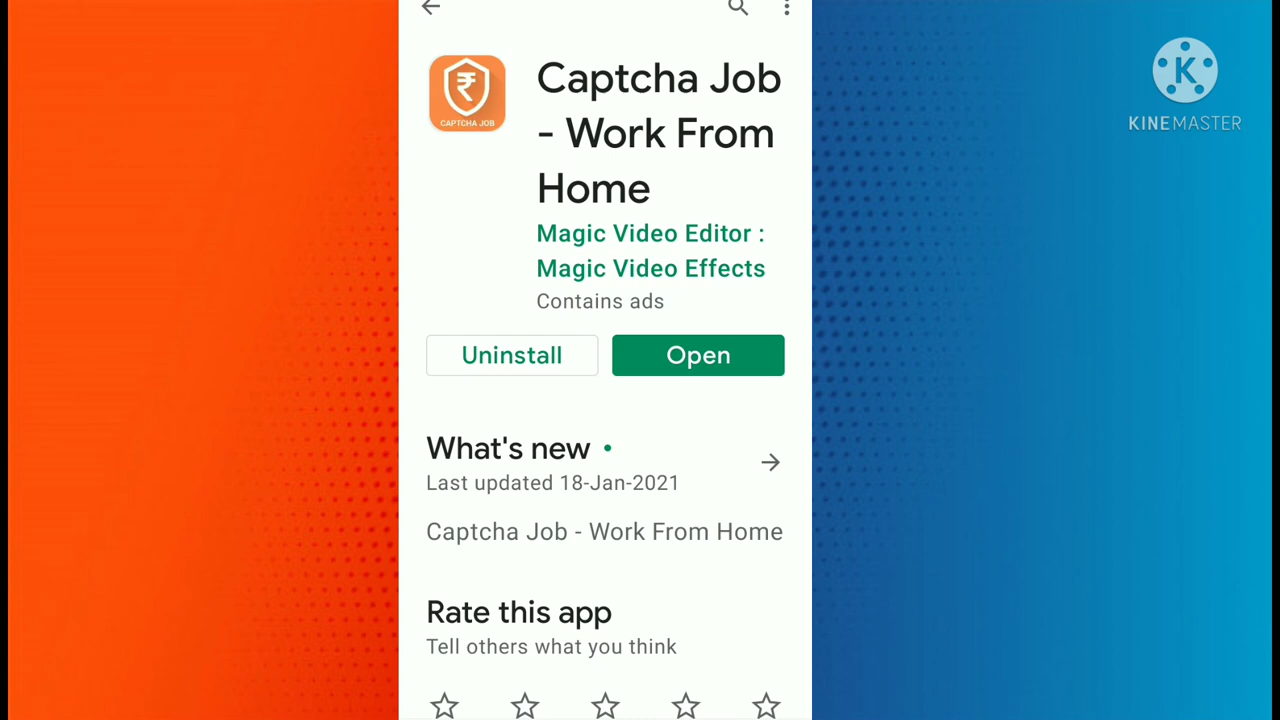 Captcha Job
- Work From
Home
₹
CAPTCHA JOB
Magic Video Editor :
Magic Video Effects
Contains ads
Uninstall
Open
What's new •
Last updated 18-Jan-2021
Captcha Job - Work From Home
Rate this app
Tell others what you think
K
KINEMASTER